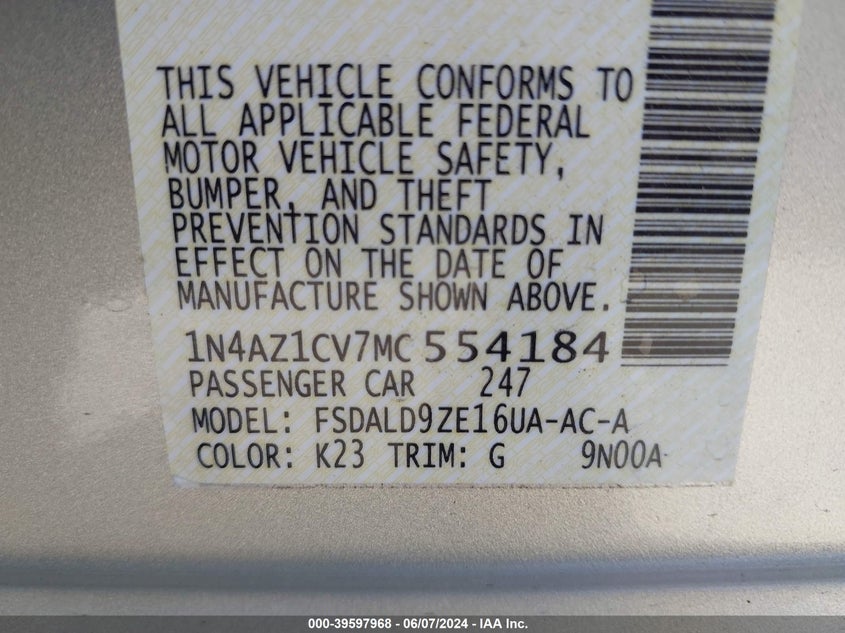 THIS VEHICLE CONFORMS TO
ALL APPLICABLE FEDERAL
MOTOR VEHICLE SAFETY,
BUMPER, AND THEFT
PREVENTION STANDARDS IN
EFFECT ON THE DATE OF
MANUFACTURE SHOWN ABOVE.
1N4AZ1CV7MC554184
PASSENGER CAR 247
MODEL: FSDALD9ZE16UA-AC-A
COLOR: K23 TRIM: G 9N00A
000-39597968 - 06/07/2024 - IAA Inc.